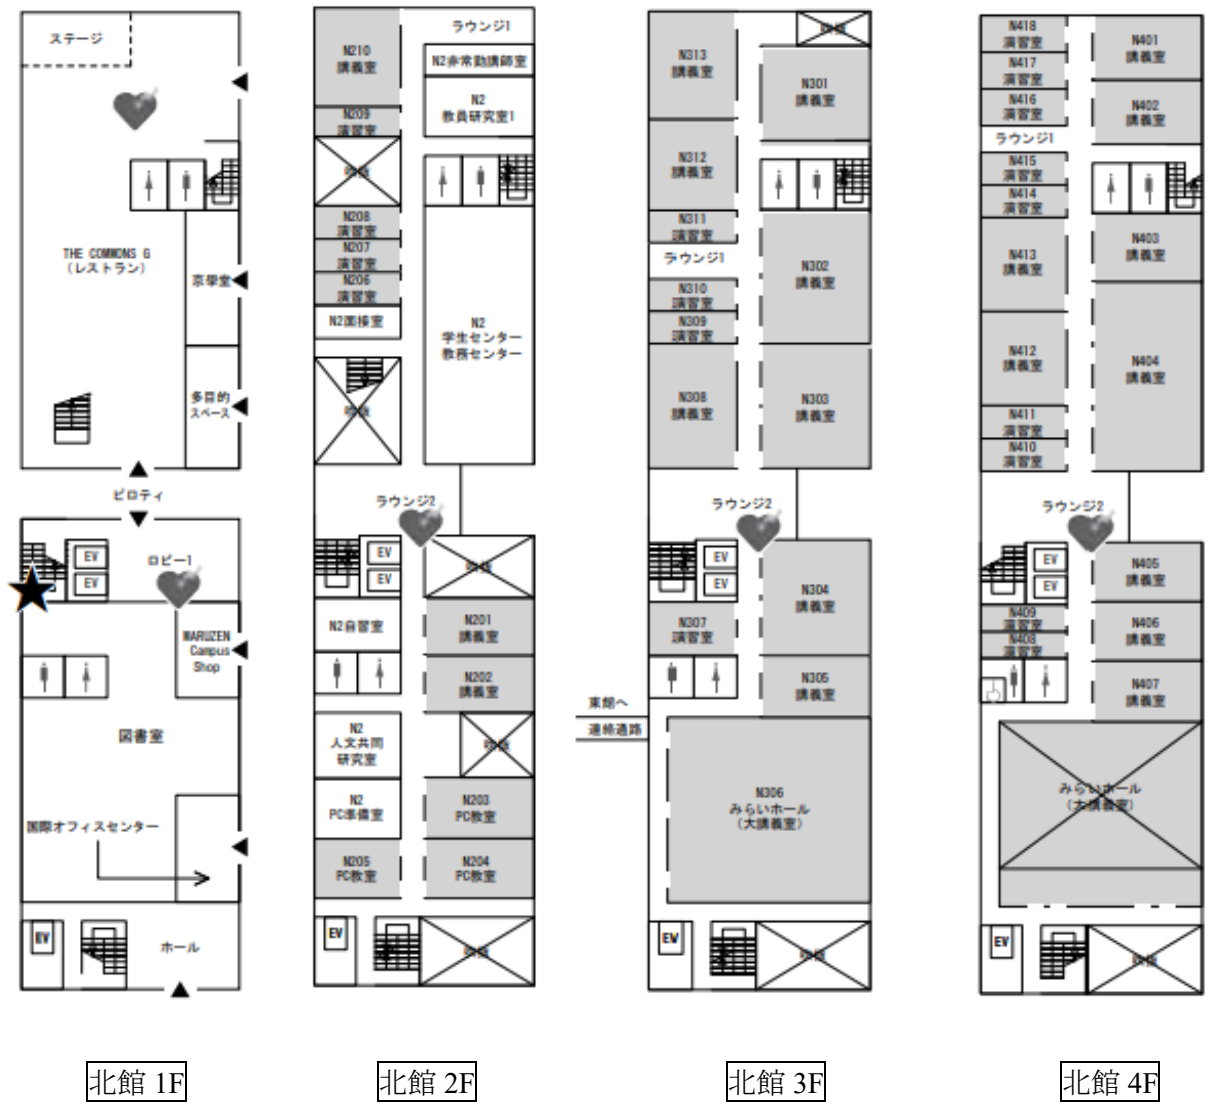 ステージ
THE COMMONS G
(レストラン)
京學堂
多目的
スペース
ピロティ
EV
EV
ロビー1
MARUZEN
Campus
Shop
図書室
国際オフィスセンター
EV
ホール
北館 1F
ラウンジ1
N210
講義室
N2非常勤講師室
N2
教員研究室1
N209
演習室
吹抜
N208
演習室
N207
演習室
N206
演習室
N2面接室
N2
学生センター
教務センター
吹抜
ラウンジ2
EV
EV
吹抜
N2自習室
N201
講義室
N202
講義室
N2
人文共同
研究室
吹抜
N2
PC準備室
N203
PC教室
N205
PC教室
N204
PC教室
EV
吹抜
北館 2F
吹抜
N313
講義室
N301
講義室
N312
講義室
N311
演習室
ラウンジ1
N302
講義室
N310
演習室
N309
演習室
N308
講義室
N303
講義室
ラウンジ2
EV
EV
N304
講義室
N307
演習室
N305
講義室
東館へ
連絡通路
N306
みらいホール
(大講義室)
EV
吹抜
北館 3F
N418
演習室
N401
講義室
N417
演習室
N416
演習室
N402
講義室
ラウンジ1
N415
演習室
N414
演習室
N403
講義室
N413
講義室
N412
講義室
N404
講義室
N411
演習室
N410
演習室
ラウンジ2
EV
EV
N405
講義室
N409
演習室
N406
講義室
N408
演習室
N407
講義室
みらいホール
(大講義室)
EV
吹抜
北館 4F